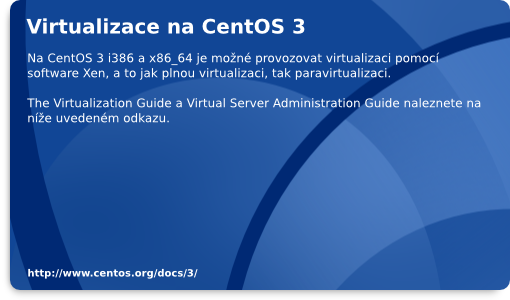 Virtualizace na CentOS 3
Na CentOS 3 i386 a x86_64 je možné provozovat virtualizaci pomocí
software Xen, a to jak plnou virtualizaci, tak paravirtualizaci.
The Virtualization Guide a Virtual Server Administration Guide naleznete na
níže uvedeném odkazu.
http://www.centos.org/docs/3/